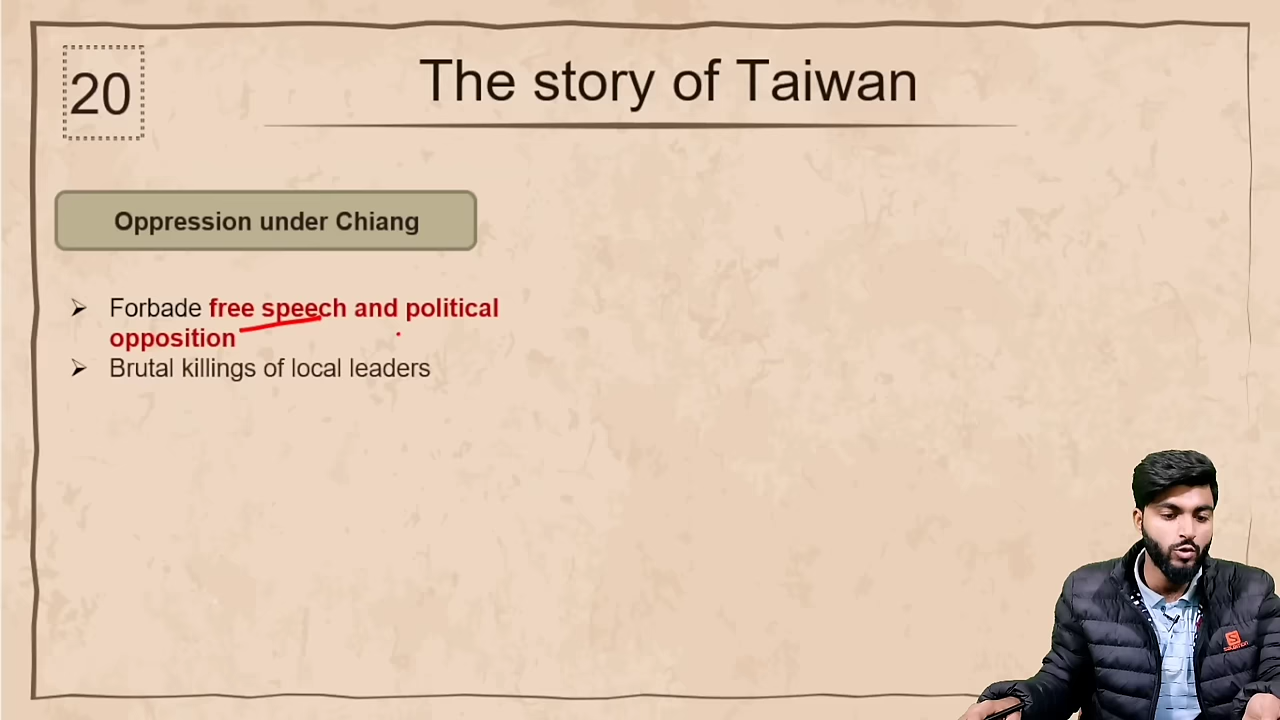 20
The story of Taiwan
Oppression under Chiang
➢ Forbade free speech and political
opposition
➢ Brutal killings of local leaders